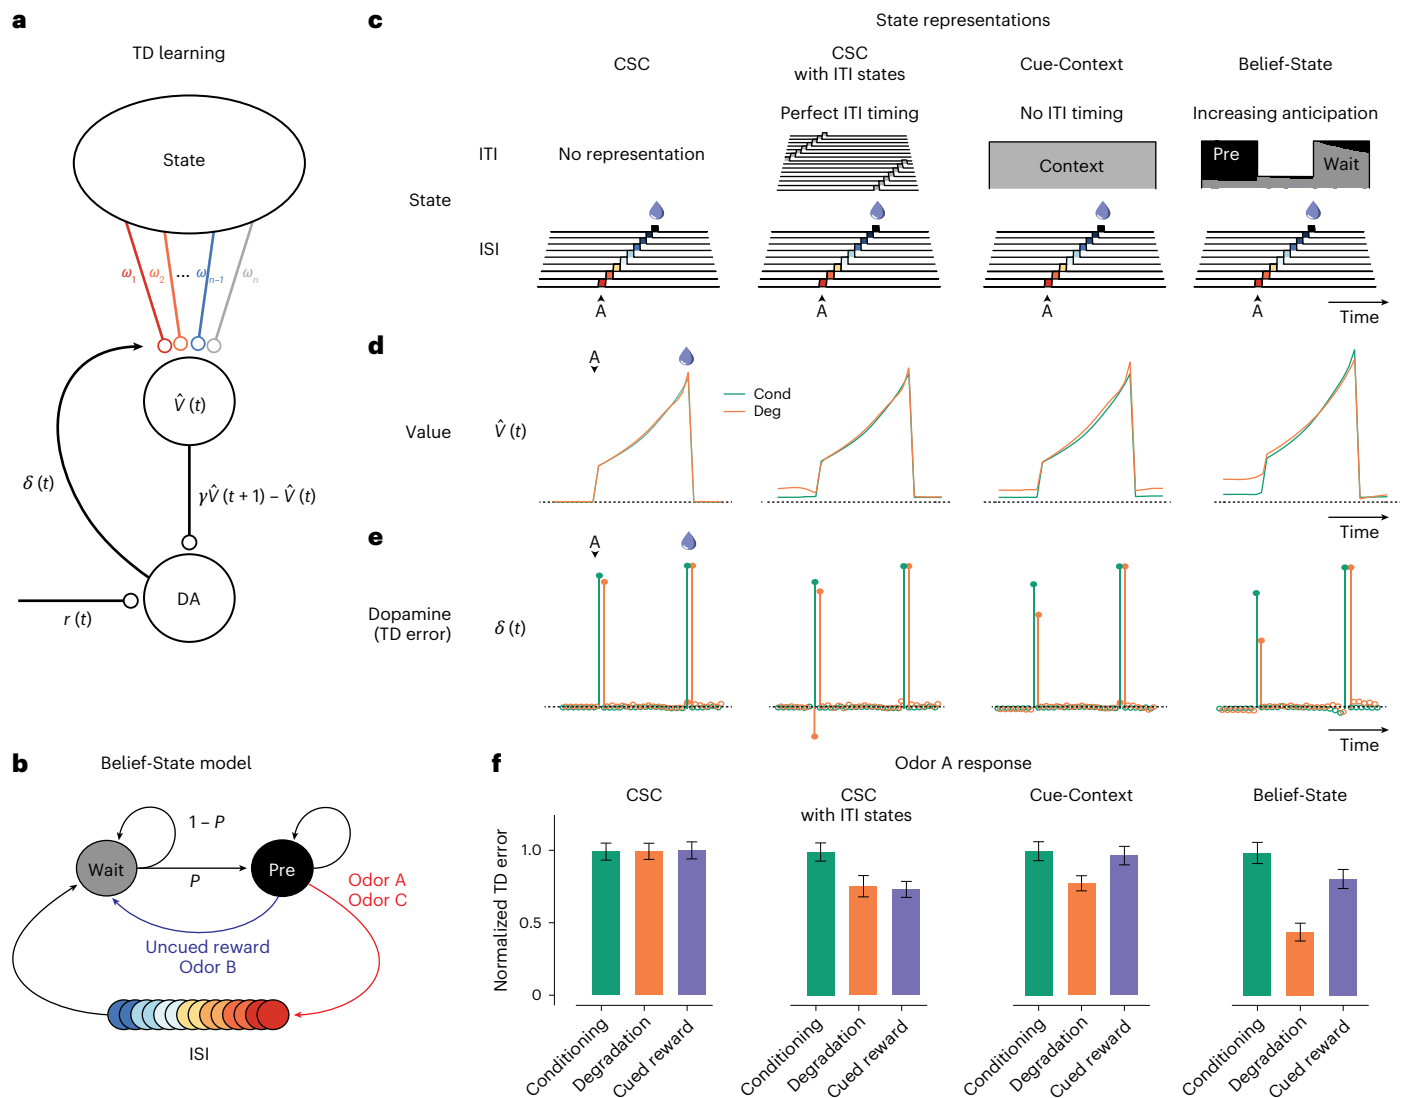 a
TD learning
State
ω1 ω2 ... ωn–1 ωn
V̂ (t)
δ (t)
γV̂ (t + 1) – V̂ (t)
DA
r (t)
b
Belief-State model
1 – P
Wait
Pre
P
Odor A
Odor C
Uncued reward
Odor B
ISI
c
State representations
CSC
CSC
with ITI states
Cue-Context
Belief-State
Perfect ITI timing
No ITI timing
Increasing anticipation
ITI
No representation
Context
Pre
Wait
State
ISI
A
A
A
A
Time
d
A
Cond
Deg
Value
V̂ (t)
Time
e
A
Dopamine
(TD error)
δ (t)
Time
f
Odor A response
CSC
CSC
with ITI states
Cue-Context
Belief-State
Normalized TD error
1.0
0.5
0
Conditioning
Degradation
Cued reward
Conditioning
Degradation
Cued reward
Conditioning
Degradation
Cued reward
Conditioning
Degradation
Cued reward